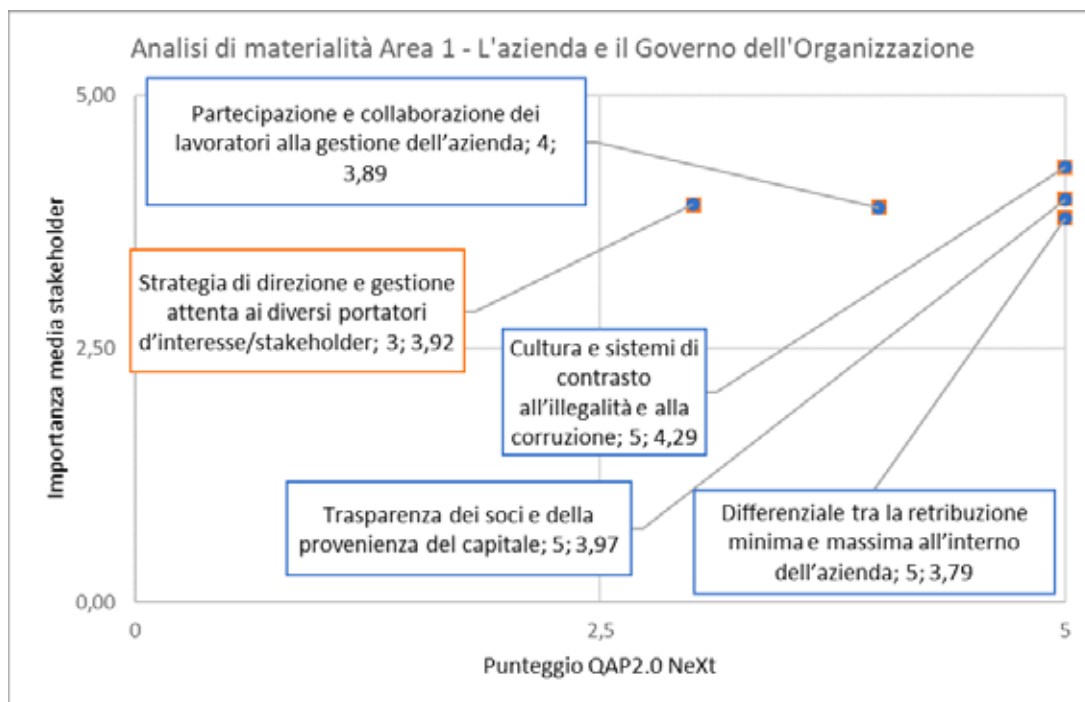 Analisi di materialità Area 1 - L'azienda e il Governo dell'Organizzazione
5,00
Partecipazione e collaborazione dei
lavoratori alla gestione dell’azienda; 4;
3,89
Importanza media stakeholder
Strategia di direzione e gestione
attenta ai diversi portatori
d’interesse/stakeholder; 3; 3,92
2,50
Cultura e sistemi di
contrasto
all’illegalità e alla
corruzione; 5; 4,29
Trasparenza dei soci e della
provenienza del capitale; 5; 3,97
Differenziale tra la retribuzione
minima e massima all’interno
dell’azienda; 5; 3,79
0,00
0
2,5
5
Punteggio QAP2.0 NeXt